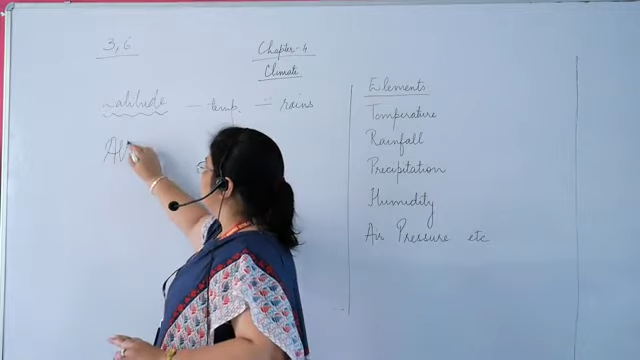 3, 6
Chapter-4
Climate
Latitude – temp. – rains
Elements
Temperature
Rainfall
Precipitation
Humidity
Air Pressure etc